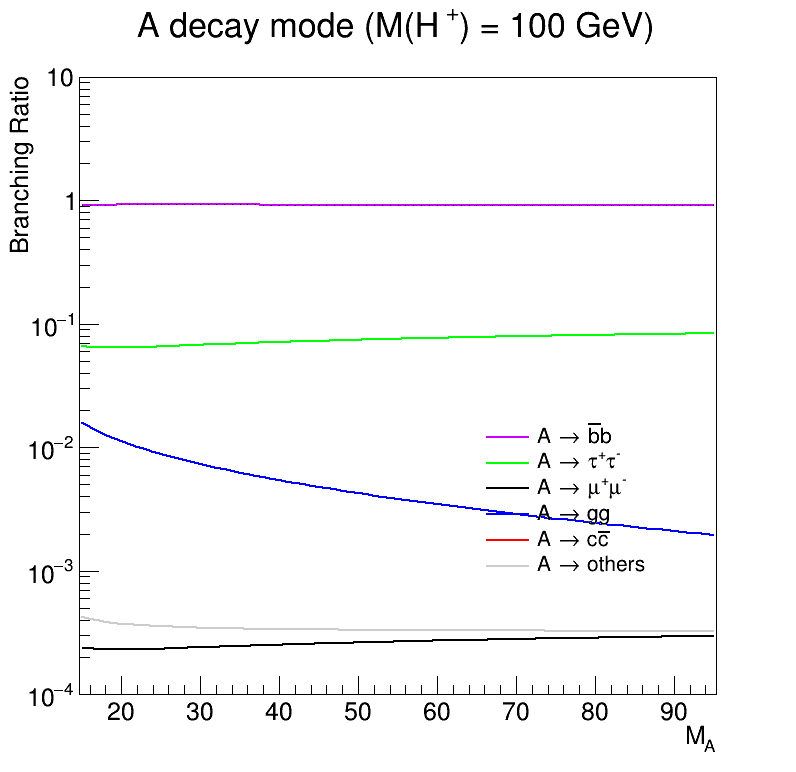 A decay mode (M(H⁺) = 100 GeV)
Branching Ratio
10
1
10⁻¹
10⁻²
10⁻³
10⁻⁴
A → b̅b
A → τ⁺τ⁻
A → μ⁺μ⁻
A → gg
A → cc̅
A → others
20 30 40 50 60 70 80 90
M_A